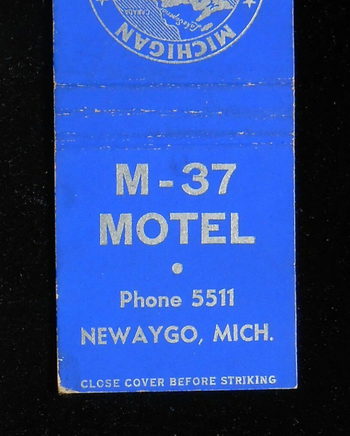 MICHIGAN
M-37
MOTEL
Phone 5511
NEWAYGO, MICH.
CLOSE COVER BEFORE STRIKING